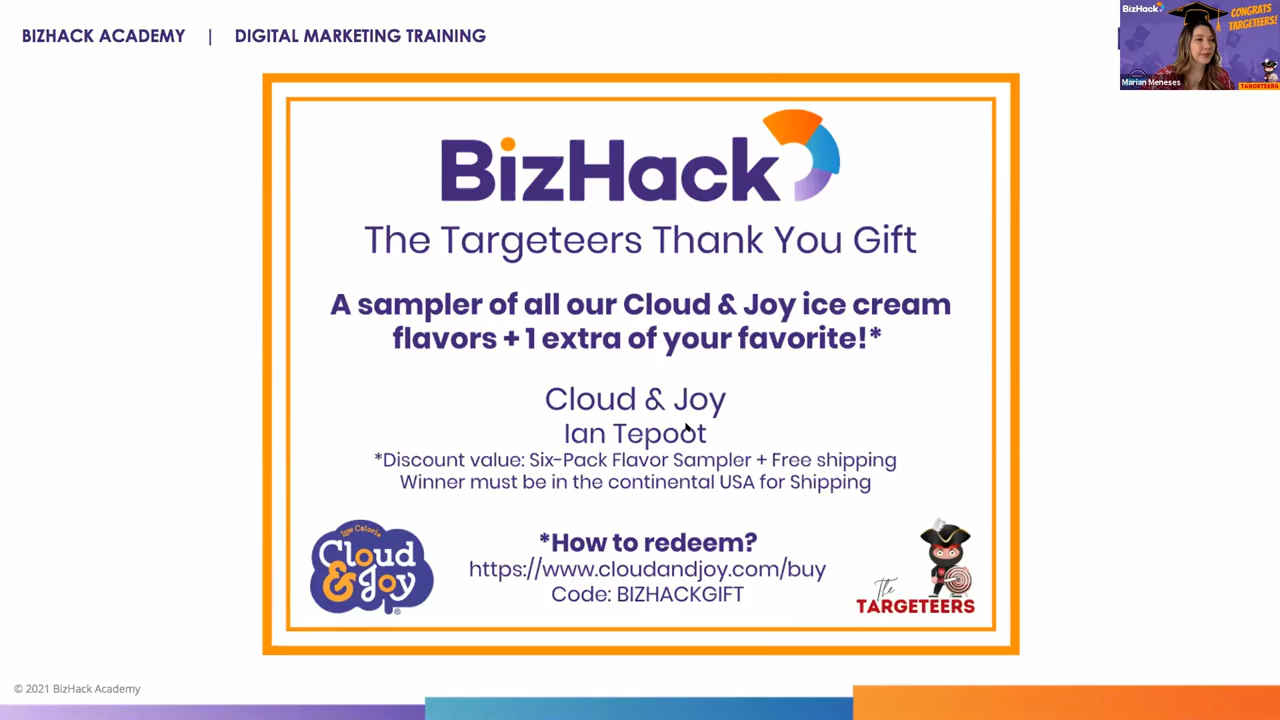 BIZHACK ACADEMY | DIGITAL MARKETING TRAINING
BizHack
CONGRATS
TARGETEERS!
Marian Meneses
TARGETEERS
BizHack
The Targeteers Thank You Gift
A sampler of all our Cloud & Joy ice cream
flavors + 1 extra of your favorite!*
Cloud & Joy
Ian Tepoot
*Discount value: Six-Pack Flavor Sampler + Free shipping
Winner must be in the continental USA for Shipping
Low Calorie
Cloud
& Joy
®
*How to redeem?
https://www.cloudandjoy.com/buy
Code: BIZHACKGIFT
The
TARGETEERS
© 2021 BizHack Academy